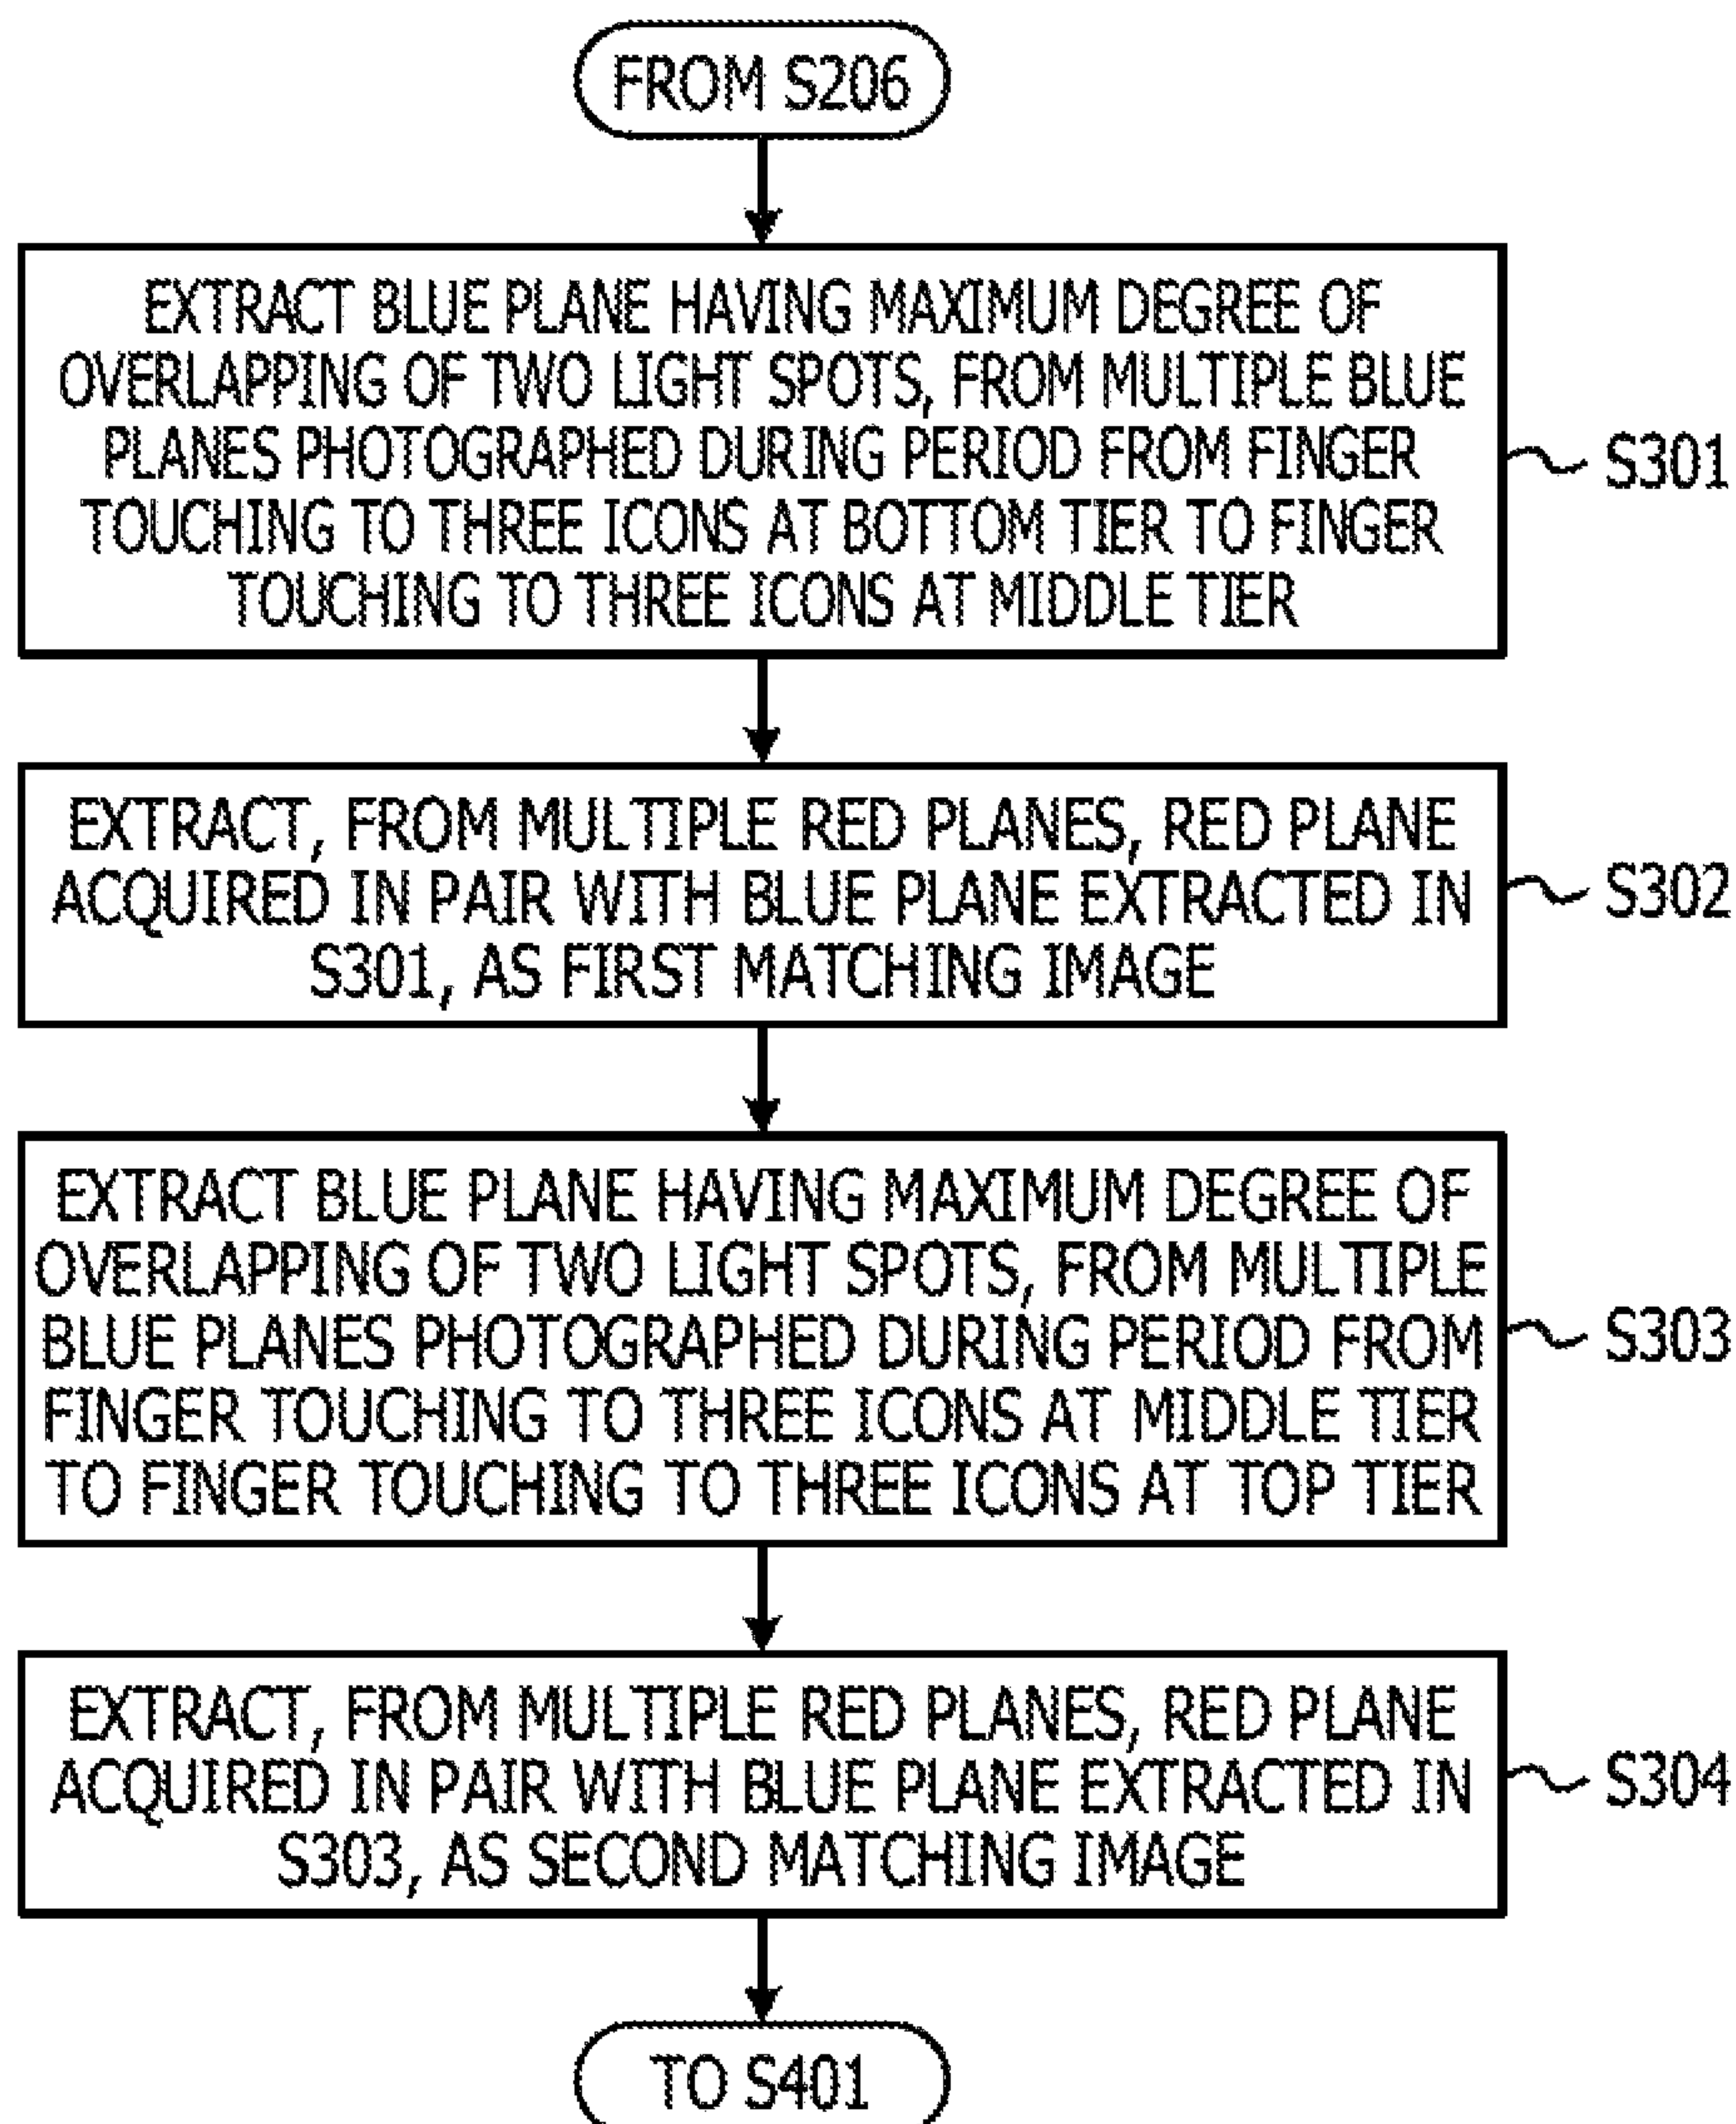 FROM S206
EXTRACT BLUE PLANE HAVING MAXIMUM DEGREE OF
OVERLAPPING OF TWO LIGHT SPOTS, FROM MULTIPLE BLUE
PLANES PHOTOGRAPHED DURING PERIOD FROM FINGER
TOUCHING TO THREE ICONS AT BOTTOM TIER TO FINGER
TOUCHING TO THREE ICONS AT MIDDLE TIER
S301
EXTRACT, FROM MULTIPLE RED PLANES, RED PLANE
ACQUIRED IN PAIR WITH BLUE PLANE EXTRACTED IN
S301, AS FIRST MATCHING IMAGE
S302
EXTRACT BLUE PLANE HAVING MAXIMUM DEGREE OF
OVERLAPPING OF TWO LIGHT SPOTS, FROM MULTIPLE
BLUE PLANES PHOTOGRAPHED DURING PERIOD FROM
FINGER TOUCHING TO THREE ICONS AT MIDDLE TIER
TO FINGER TOUCHING TO THREE ICONS AT TOP TIER
S303
EXTRACT, FROM MULTIPLE RED PLANES, RED PLANE
ACQUIRED IN PAIR WITH BLUE PLANE EXTRACTED IN
S303, AS SECOND MATCHING IMAGE
S304
TO S401